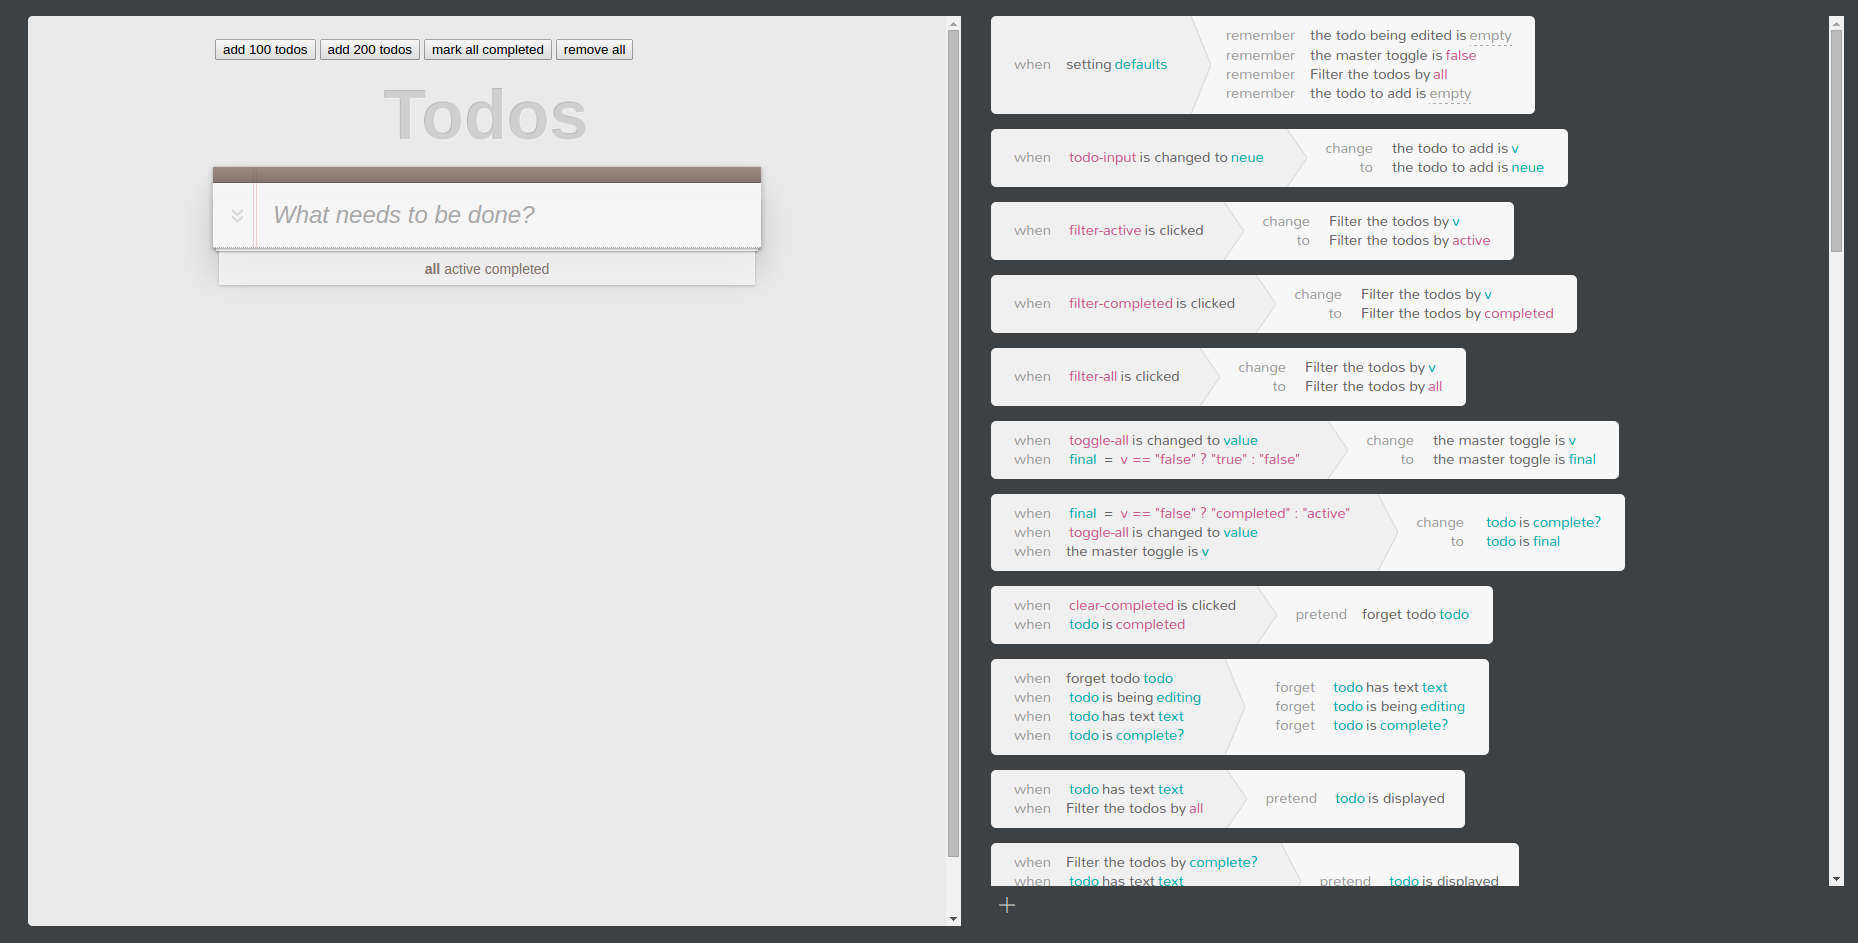 add 100 todos add 200 todos mark all completed remove all
Todos
What needs to be done?
all active completed
when setting defaults
remember the todo being edited is empty
remember the master toggle is false
remember Filter the todos by all
remember the todo to add is empty
when todo-input is changed to neue
change the todo to add is v
to the todo to add is neue
when filter-active is clicked
change Filter the todos by v
to Filter the todos by active
when filter-completed is clicked
change Filter the todos by v
to Filter the todos by completed
when filter-all is clicked
change Filter the todos by v
to Filter the todos by all
when toggle-all is changed to value
when final = v == "false" ? "true" : "false"
change the master toggle is v
to the master toggle is final
when final = v == "false" ? "completed" : "active"
when toggle-all is changed to value
when the master toggle is v
change todo is complete?
to todo is final
when clear-completed is clicked
when todo is completed
pretend forget todo todo
when forget todo todo
when todo is being editing
when todo has text text
when todo is complete?
forget todo has text text
forget todo is being editing
forget todo is complete?
when todo has text text
when Filter the todos by all
pretend todo is displayed
when Filter the todos by complete?
when todo has text text
pretend todo is displayed